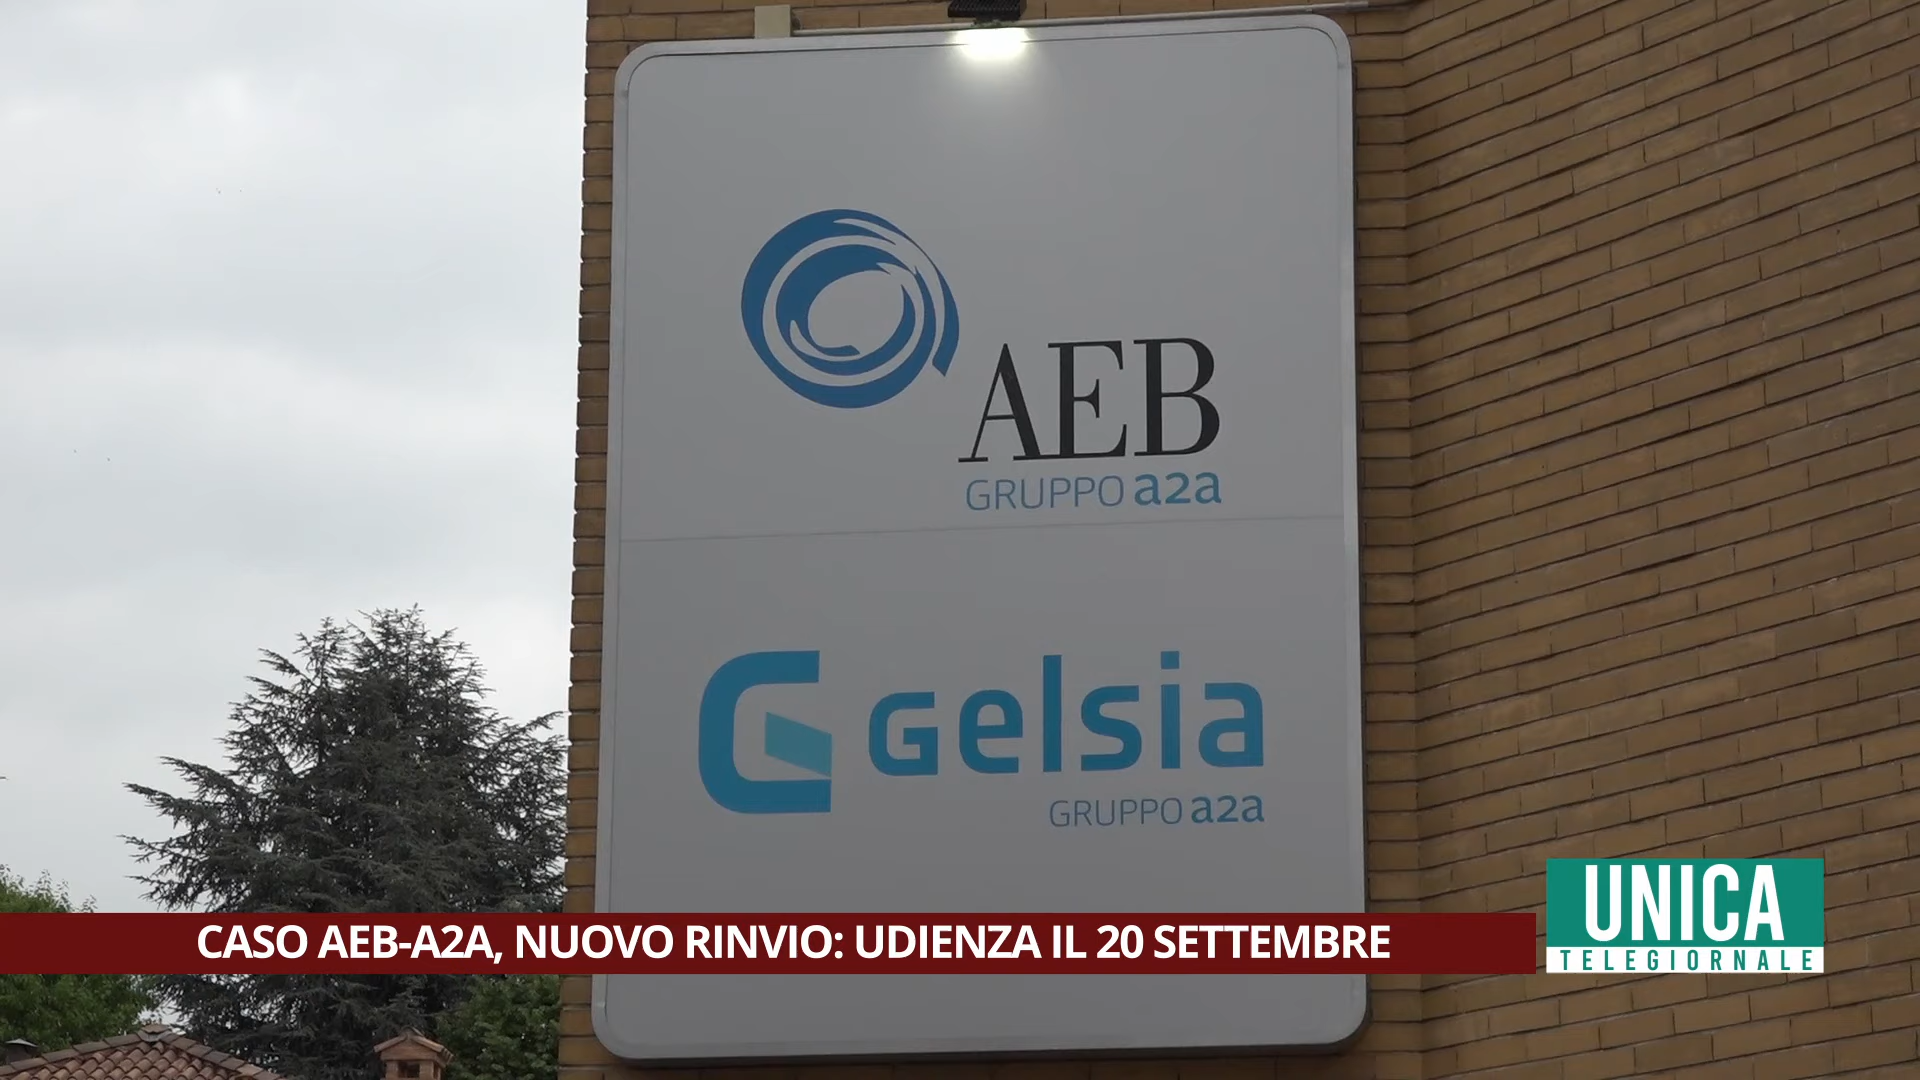 AEB
GRUPPO a2a
Gelsia
GRUPPO a2a
CASO AEB-A2A, NUOVO RINVIO: UDIENZA IL 20 SETTEMBRE
UNICA
TELEGIORNALE